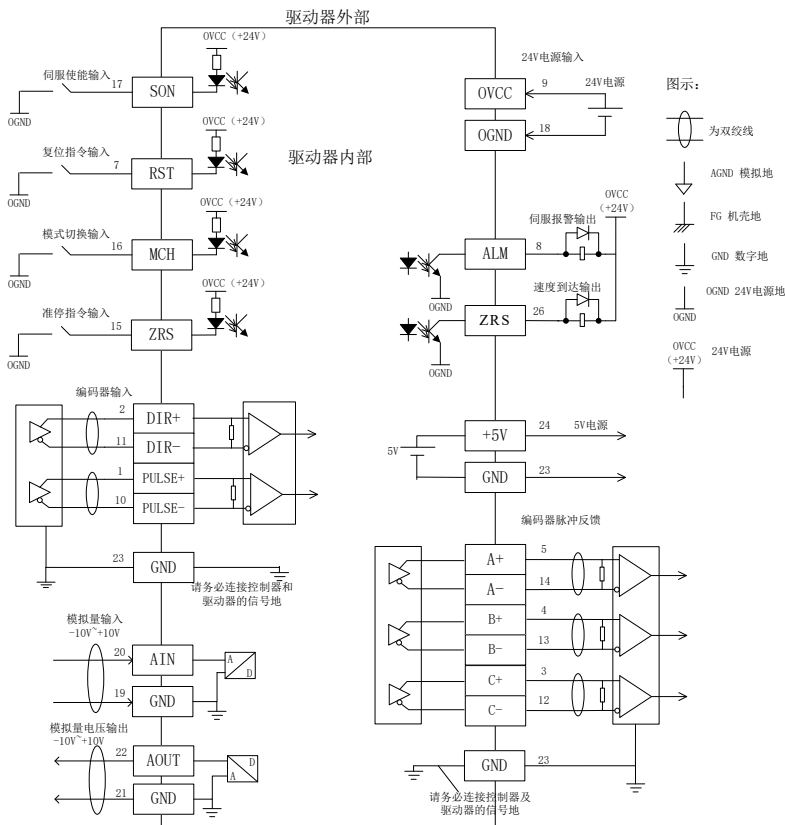 驱动器外部
驱动器内部
OVCC（+24V）
伺服使能输入
17
SON
OGND
OVCC（+24V）
复位指令输入
7
RST
OGND
OVCC（+24V）
模式切换输入
16
MCH
OGND
OVCC（+24V）
准停指令输入
15
ZRS
OGND
编码器输入
2
DIR+
11
DIR-
1
PULSE+
10
PULSE-
23
GND
请务必连接控制器和
驱动器的信号地
模拟量输入
-10V~+10V
20
AIN
A
D
19
GND
模拟量电压输出
-10V~+10V
22
AOUT
D
A
21
GND
24V电源输入
OVCC
9
24V电源
OGND
18
OVCC
（+24V）
伺服报警输出
ALM
8
OGND
速度到达输出
ZRS
26
OGND
+5V
24
5V电源
5V
GND
23
编码器脉冲反馈
A+
5
A-
14
B+
4
B-
13
C+
3
C-
12
GND
23
请务必连接控制器及
驱动器的信号地
图示：
为双绞线
AGND 模拟地
FG 机壳地
GND 数字地
OGND 24V电源地
OGND
OVCC
（+24V）
24V电源